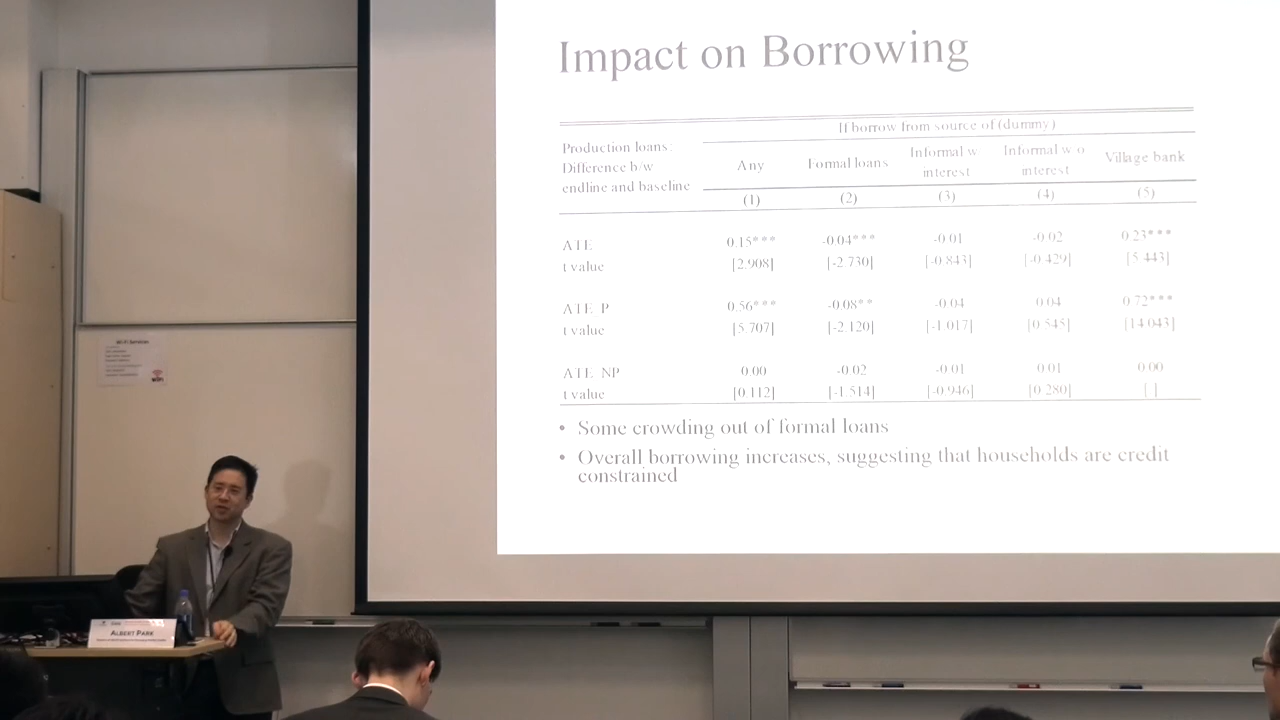 Impact on Borrowing
If borrow from source of (dummy)
Production loans: Difference b/w endline and baseline
Any
Formal loans
Informal w interest
Informal w o interest
Village bank
(1) (2) (3) (4) (5)
ATE 0.15*** -0.04*** -0.01 -0.02 0.23***
t value [2.908] [-2.730] [-0.843] [-0.429] [5.443]
ATE_P 0.56*** -0.08** -0.04 0.04 0.72***
t value [5.707] [-2.120] [-1.017] [0.545] [14.043]
ATE_NP 0.00 -0.02 -0.01 0.01 0.00
t value [0.112] [-1.514] [-0.946] [0.280] [ ]
• Some crowding out of formal loans
• Overall borrowing increases, suggesting that households are credit
constrained
Wi-Fi Services
WiFi
ALBERT PARK